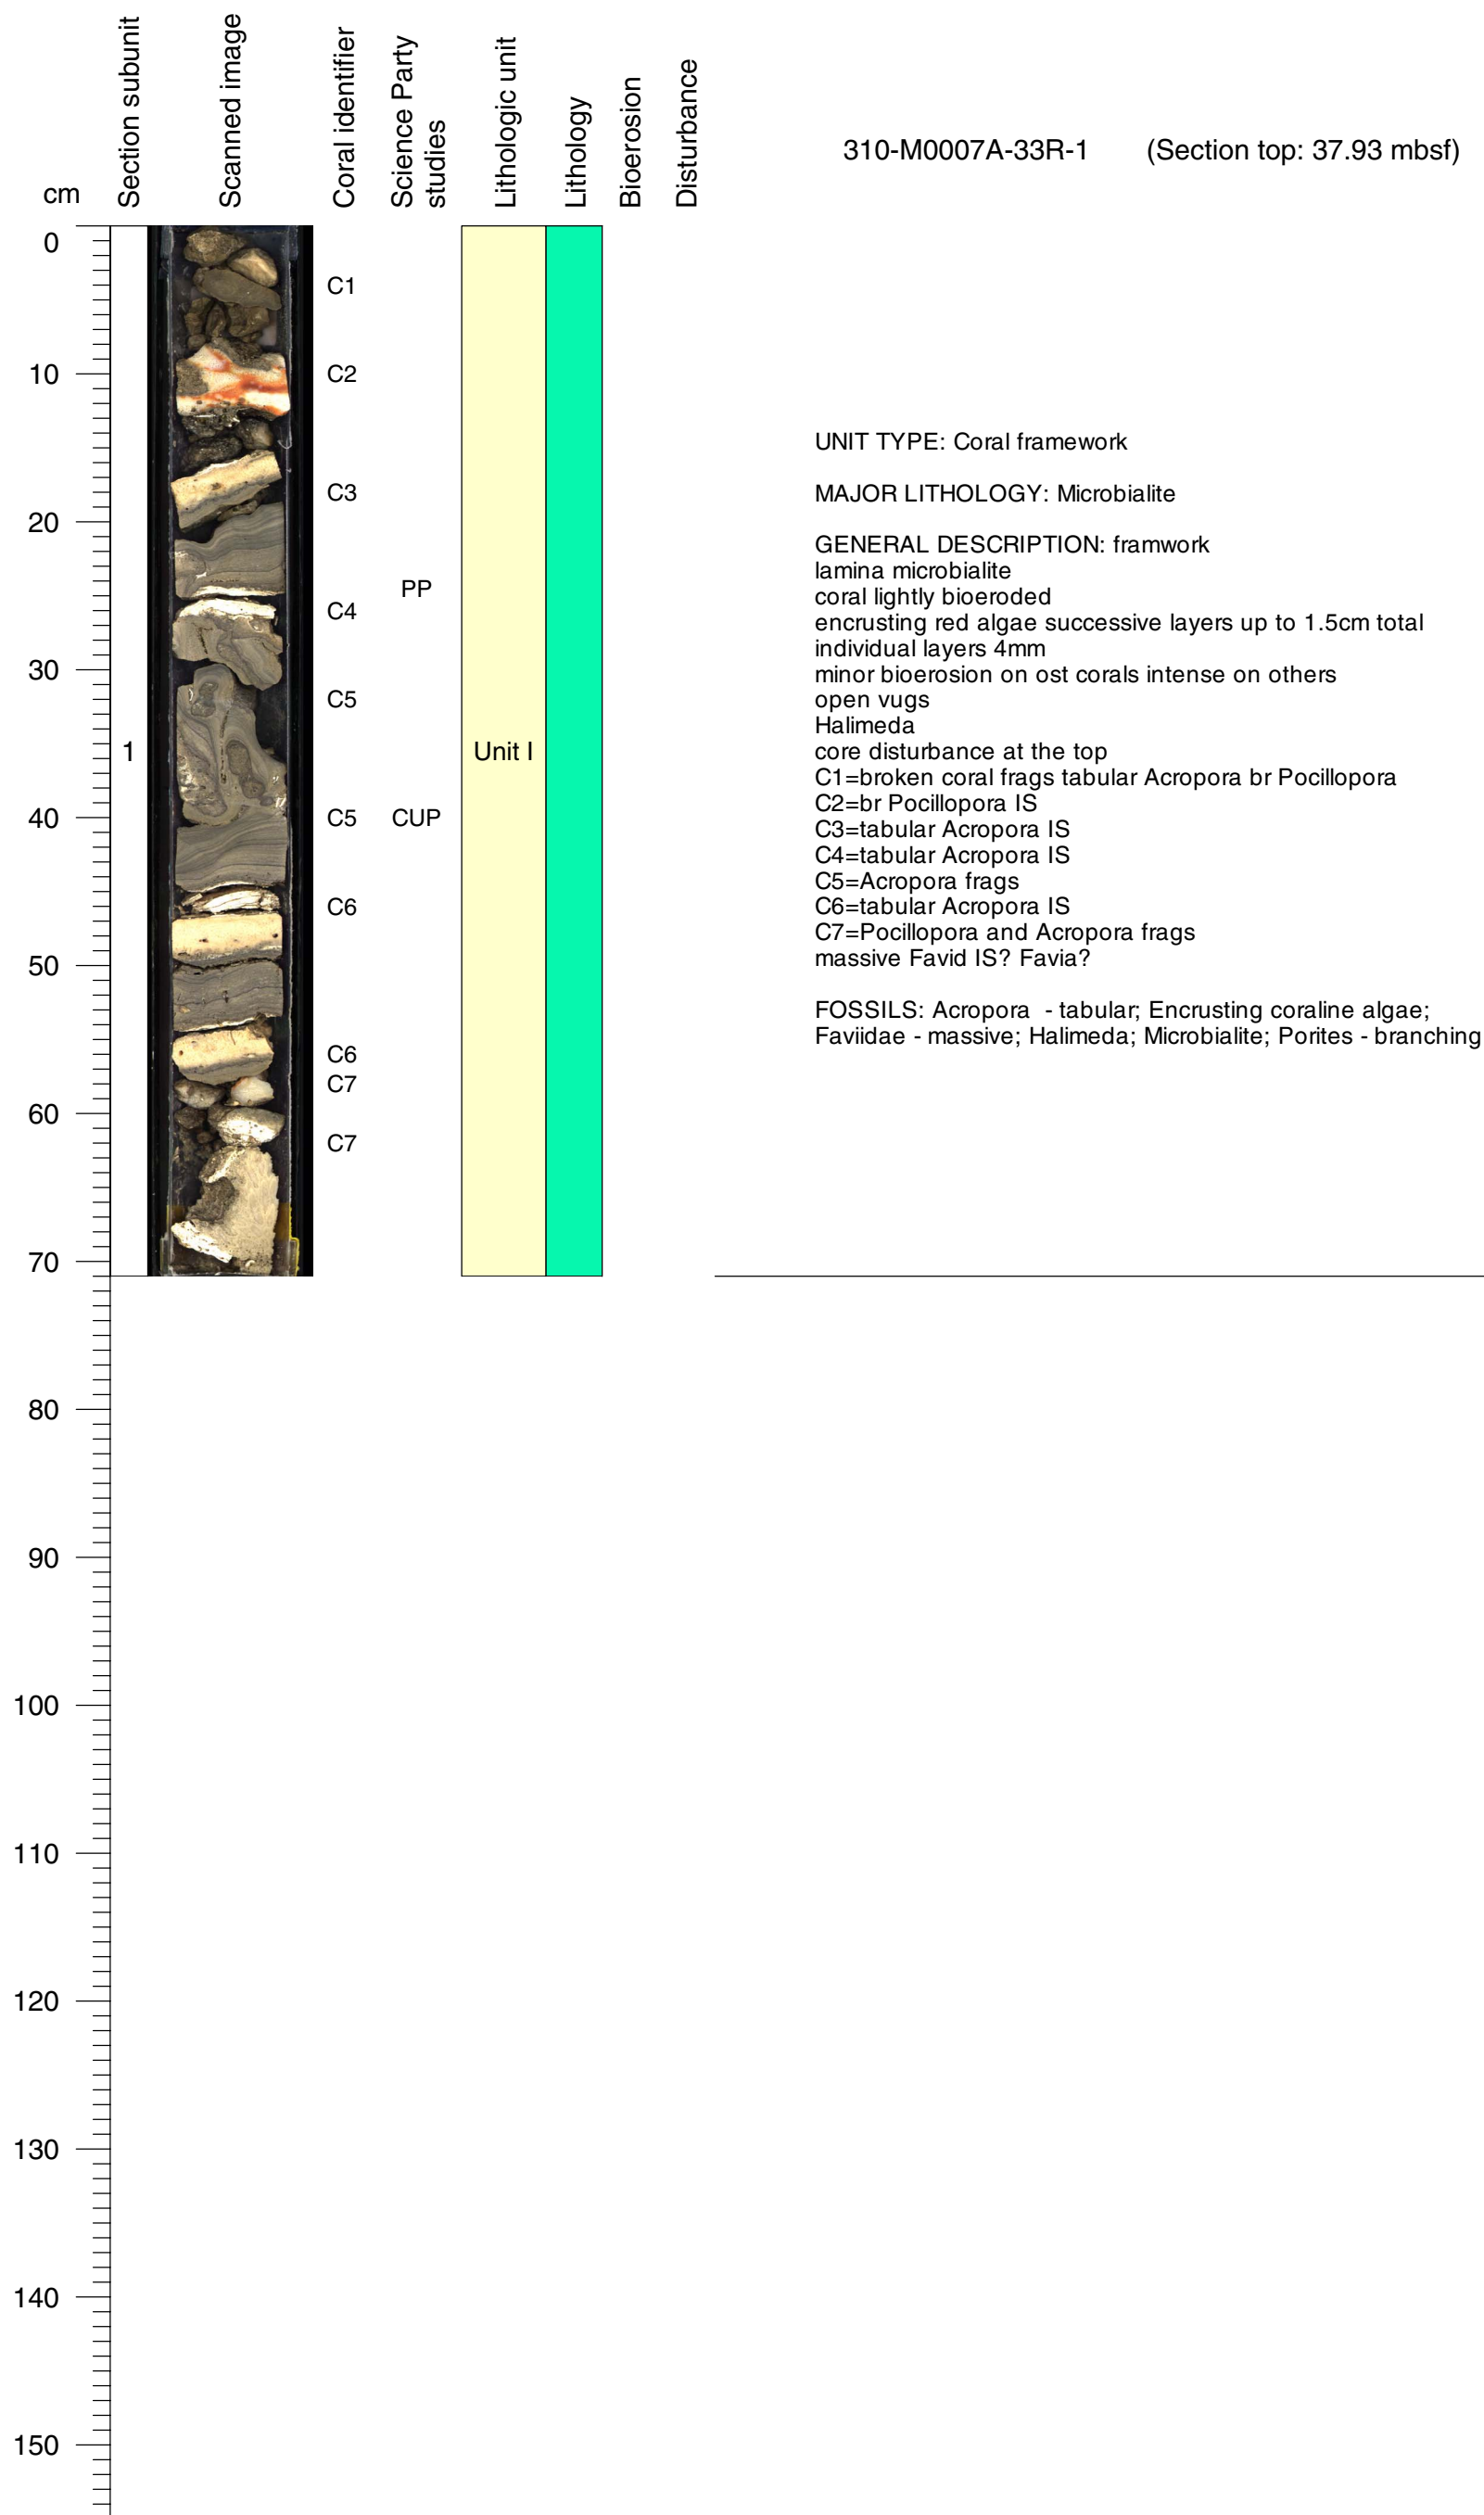 Section subunit
Scanned image
Coral identifier
Science Party
studies
Lithologic unit
Lithology
Bioerosion
Disturbance
310-M0007A-33R-1 (Section top: 37.93 mbsf)
cm
0
C1
10
C2
UNIT TYPE: Coral framework
C3
MAJOR LITHOLOGY: Microbialite
20
GENERAL DESCRIPTION: framwork
lamina microbialite
PP
coral lightly bioeroded
C4
encrusting red algae successive layers up to 1.5cm total
individual layers 4mm
30
minor bioerosion on ost corals intense on others
C5
open vugs
Halimeda
1
Unit I
core disturbance at the top
C1=broken coral frags tabular Acropora br Pocillopora
C2=br Pocillopora IS
40
C5
CUP
C3=tabular Acropora IS
C4=tabular Acropora IS
C5=Acropora frags
C6
C6=tabular Acropora IS
C7=Pocillopora and Acropora frags
50
massive Favid IS? Favia?
FOSSILS: Acropora - tabular; Encrusting coraline algae;
Faviidae - massive; Halimeda; Microbialite; Porites - branching
C6
C7
60
C7
70
80
90
100
110
120
130
140
150